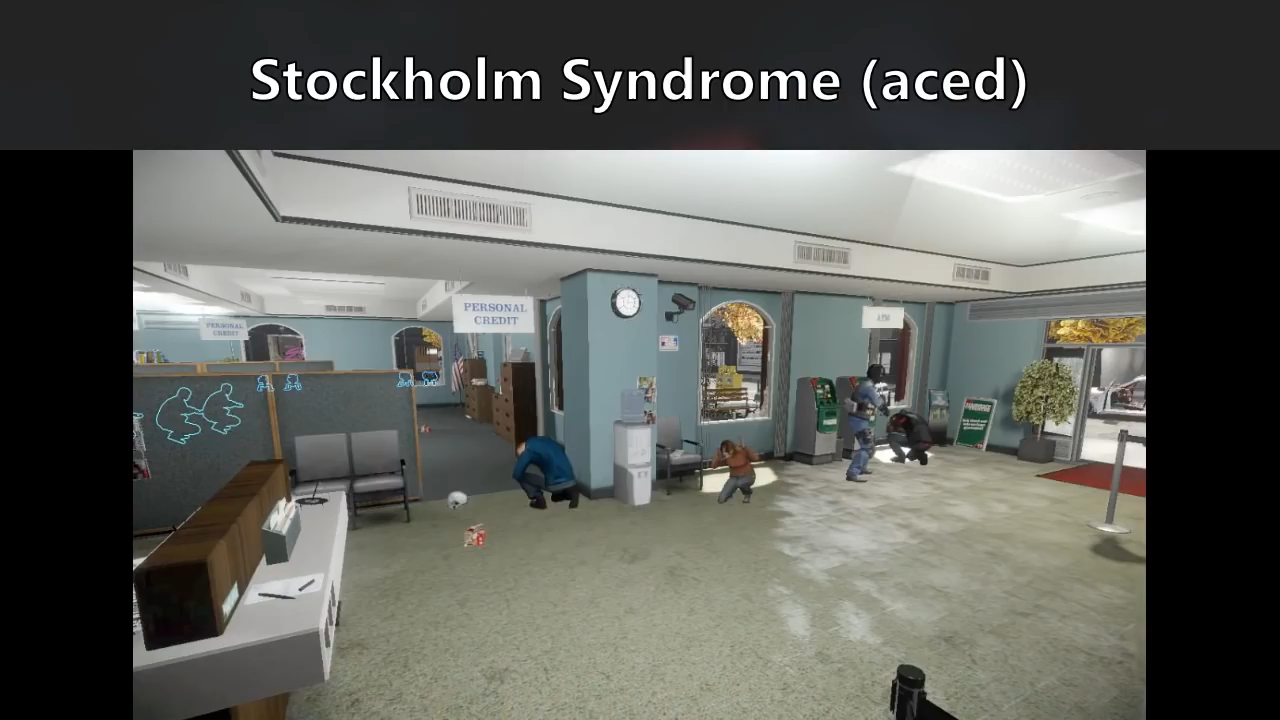 Stockholm Syndrome (aced)
PERSONAL
CREDIT
PERSONAL
CREDIT
ATM